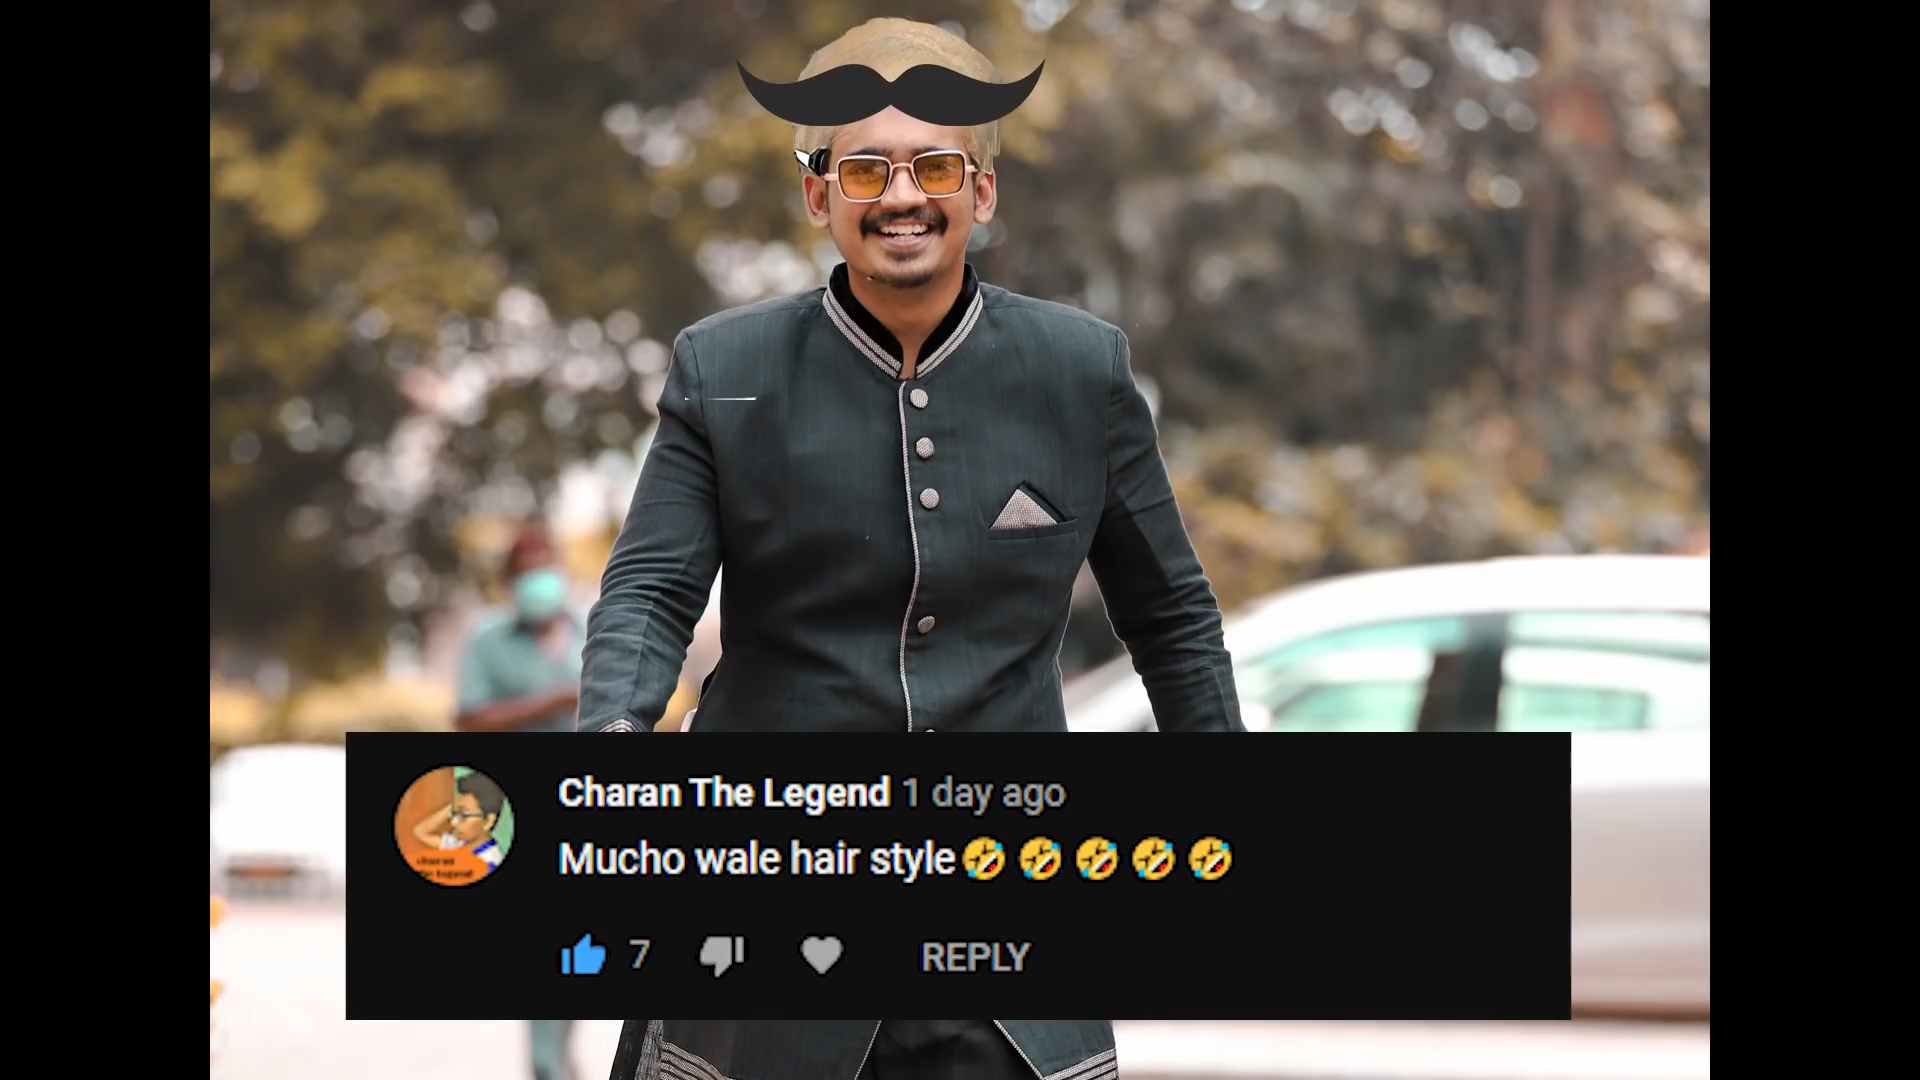 Charan The Legend 1 day ago
Mucho wale hair style🤣🤣🤣🤣🤣
7 REPLY